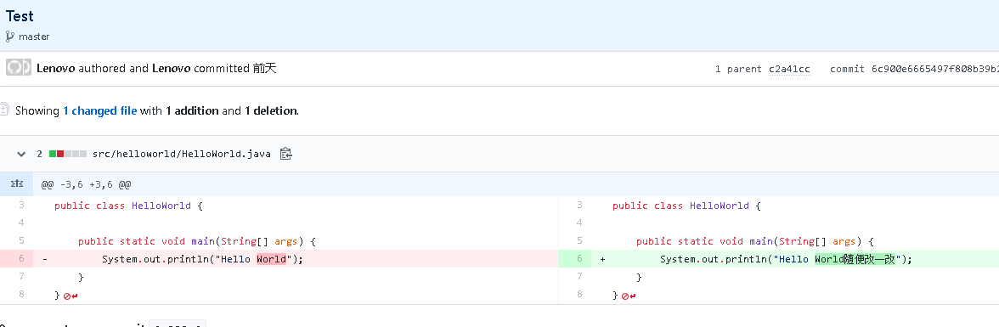 Test
master
Lenovo authored and Lenovo committed 前天
1 parent c2a41cc commit 6c900e6665497f808b39b
Showing 1 changed file with 1 addition and 1 deletion.
2 src/helloworld/HelloWorld.java
@@ -3,6 +3,6 @@
3 public class HelloWorld {
4
5 public static void main(String[] args) {
6 - System.out.println("Hello World");
7 }
8 }
3 public class HelloWorld {
4
5 public static void main(String[] args) {
6 + System.out.println("Hello World随便改一改");
7 }
8 }